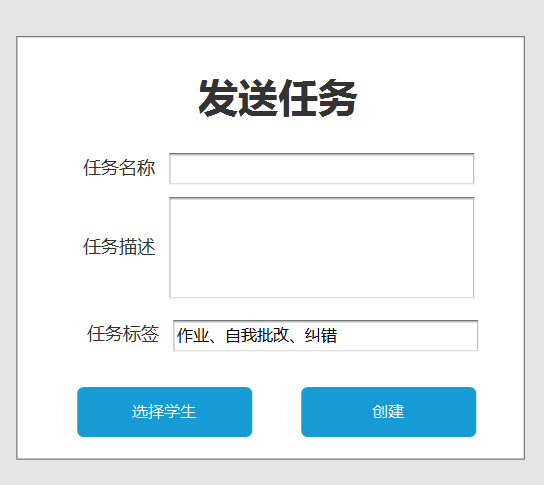 发送任务
任务名称
任务描述
任务标签 作业、自我批改、纠错
选择学生 创建